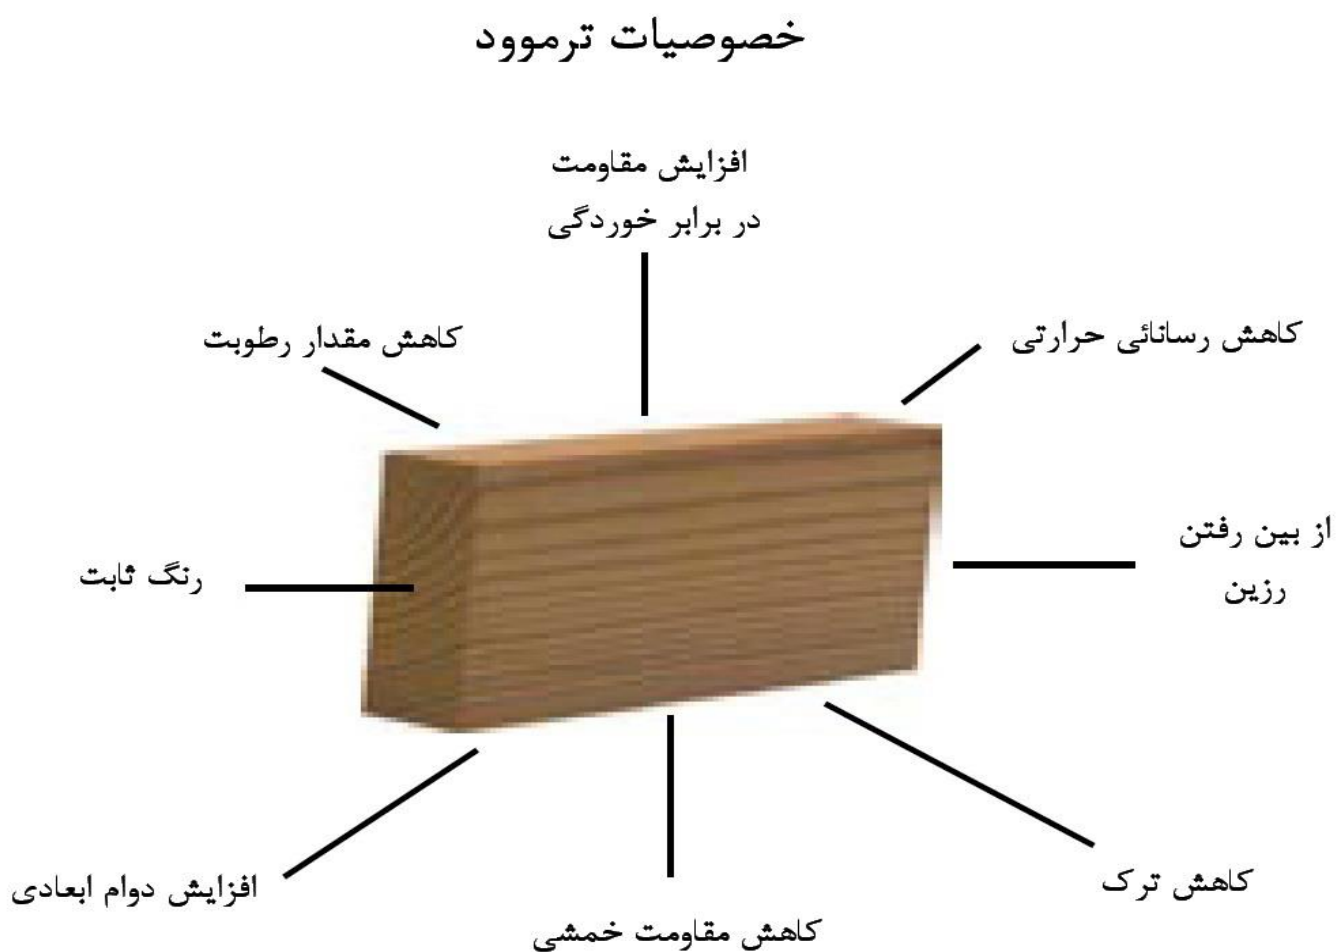 خصوصیات ترموود
افزایش مقاومت
در برابر خوردگی
کاهش رسانائی حرارتی
کاهش مقدار رطوبت
از بین رفتن
رزین
رنگ ثابت
کاهش ترک
افزایش دوام ابعادی
کاهش مقاومت خمشی